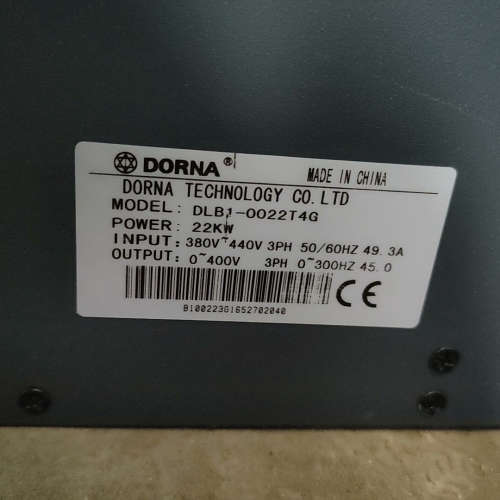 DORNA®
MADE IN CHINA
DORNA TECHNOLOGY CO.LTD
MODEL: DLB1-0022T4G
POWER: 22KW
INPUT: 380V~440V 3PH 50/60HZ 49.3A
OUTPUT: 0~400V 3PH 0~300HZ 45.0
CE
B100223G1652702040